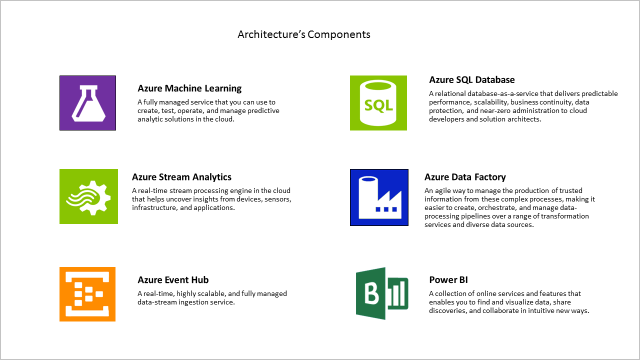 Architecture's Components
Azure Machine Learning
A fully managed service that you can use to
create, test, operate, and manage predictive
analytic solutions in the cloud.
SQL
Azure SQL Database
A relational database-as-a-service that delivers predictable
performance, scalability, business continuity, data
protection, and near-zero administration to cloud
developers and solution architects.
Azure Stream Analytics
A real-time stream processing engine in the cloud
that helps uncover insights from devices, sensors,
infrastructure, and applications.
Azure Data Factory
An agile way to manage the production of trusted
information from these complex processes, making it
easier to create, orchestrate, and manage data-
processing pipelines over a range of transformation
services and diverse data sources.
Azure Event Hub
A real-time, highly scalable, and fully managed
data-stream ingestion service.
B
Power BI
A collection of online services and features that
enables you to find and visualize data, share
discoveries, and collaborate in intuitive new ways.